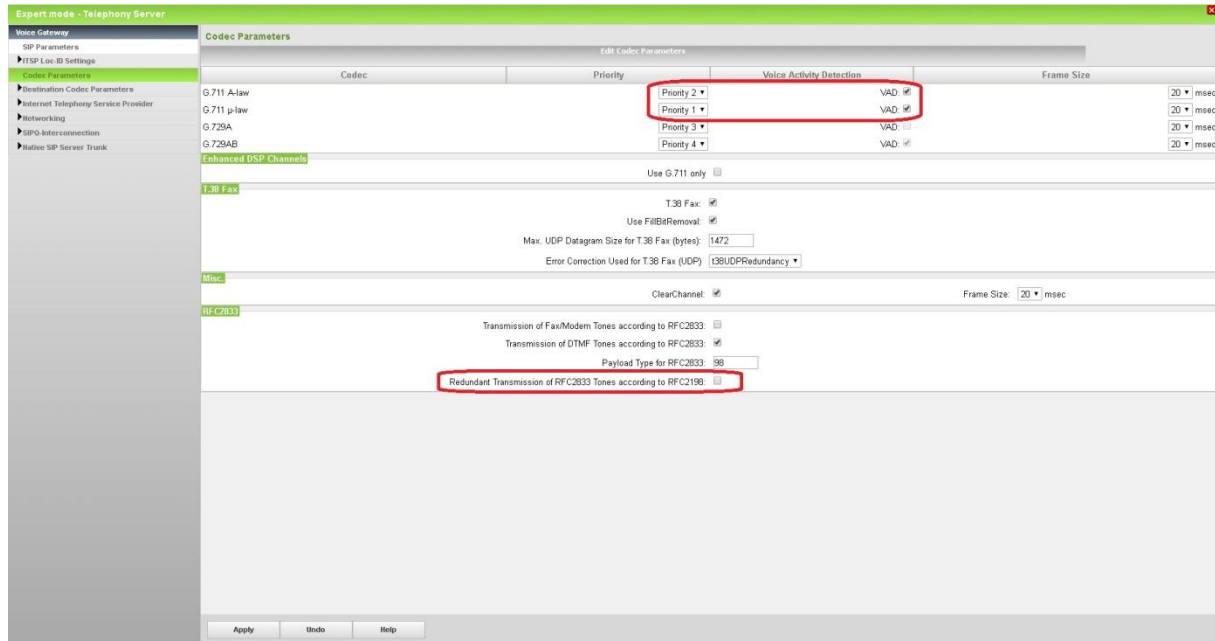 Expert mode - Telephony Server
Voice Gateway
SIP Parameters
ITSP Loc-ID Settings
Codec Parameters
Destination Codec Parameters
Internet Telephony Service Provider
Networking
SIPQ-Interconnection
Native SIP Server Trunk
Codec Parameters
Edit Codec Parameters
Codec Priority Voice Activity Detection Frame Size
G.711 A-law Priority 2 VAD: 20 msec
G.711 μ-law Priority 1 VAD: 20 msec
G.729A Priority 3 VAD: 20 msec
G.729AB Priority 4 VAD: 20 msec
Enhanced DSP Channels
Use G.711 only
T.38 Fax
T.38 Fax:
Use FillBitRemoval:
Max. UDP Datagram Size for T.38 Fax (bytes): 1472
Error Correction Used for T.38 Fax (UDP) t38UDPRedundancy
Misc.
ClearChannel: Frame Size: 20 msec
RFC2833
Transmission of Fax/Modem Tones according to RFC2833:
Transmission of DTMF Tones according to RFC2833:
Payload Type for RFC2833: 98
Redundant Transmission of RFC2833 Tones according to RFC2198:
Apply Undo Help